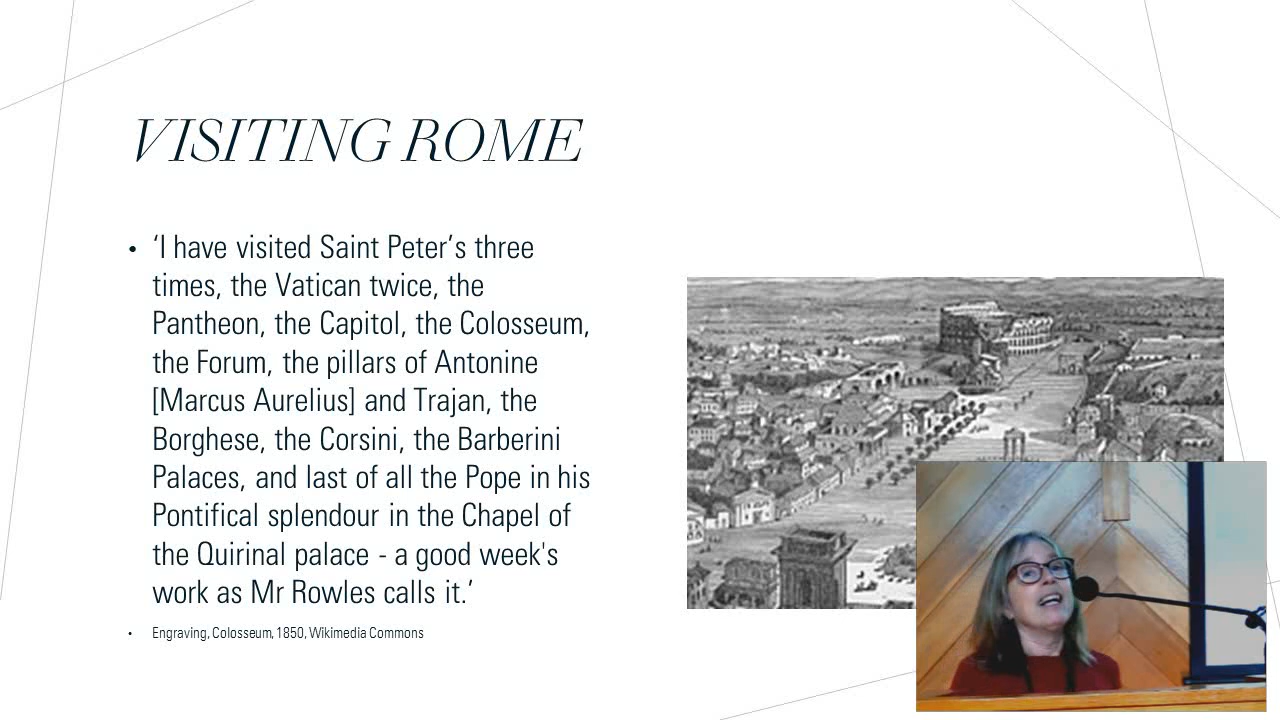 VISITING ROME
• ‘I have visited Saint Peter’s three
times, the Vatican twice, the
Pantheon, the Capitol, the Colosseum,
the Forum, the pillars of Antonine
[Marcus Aurelius] and Trajan, the
Borghese, the Corsini, the Barberini
Palaces, and last of all the Pope in his
Pontifical splendour in the Chapel of
the Quirinal palace - a good week's
work as Mr Rowles calls it.’
• Engraving, Colosseum, 1850, Wikimedia Commons